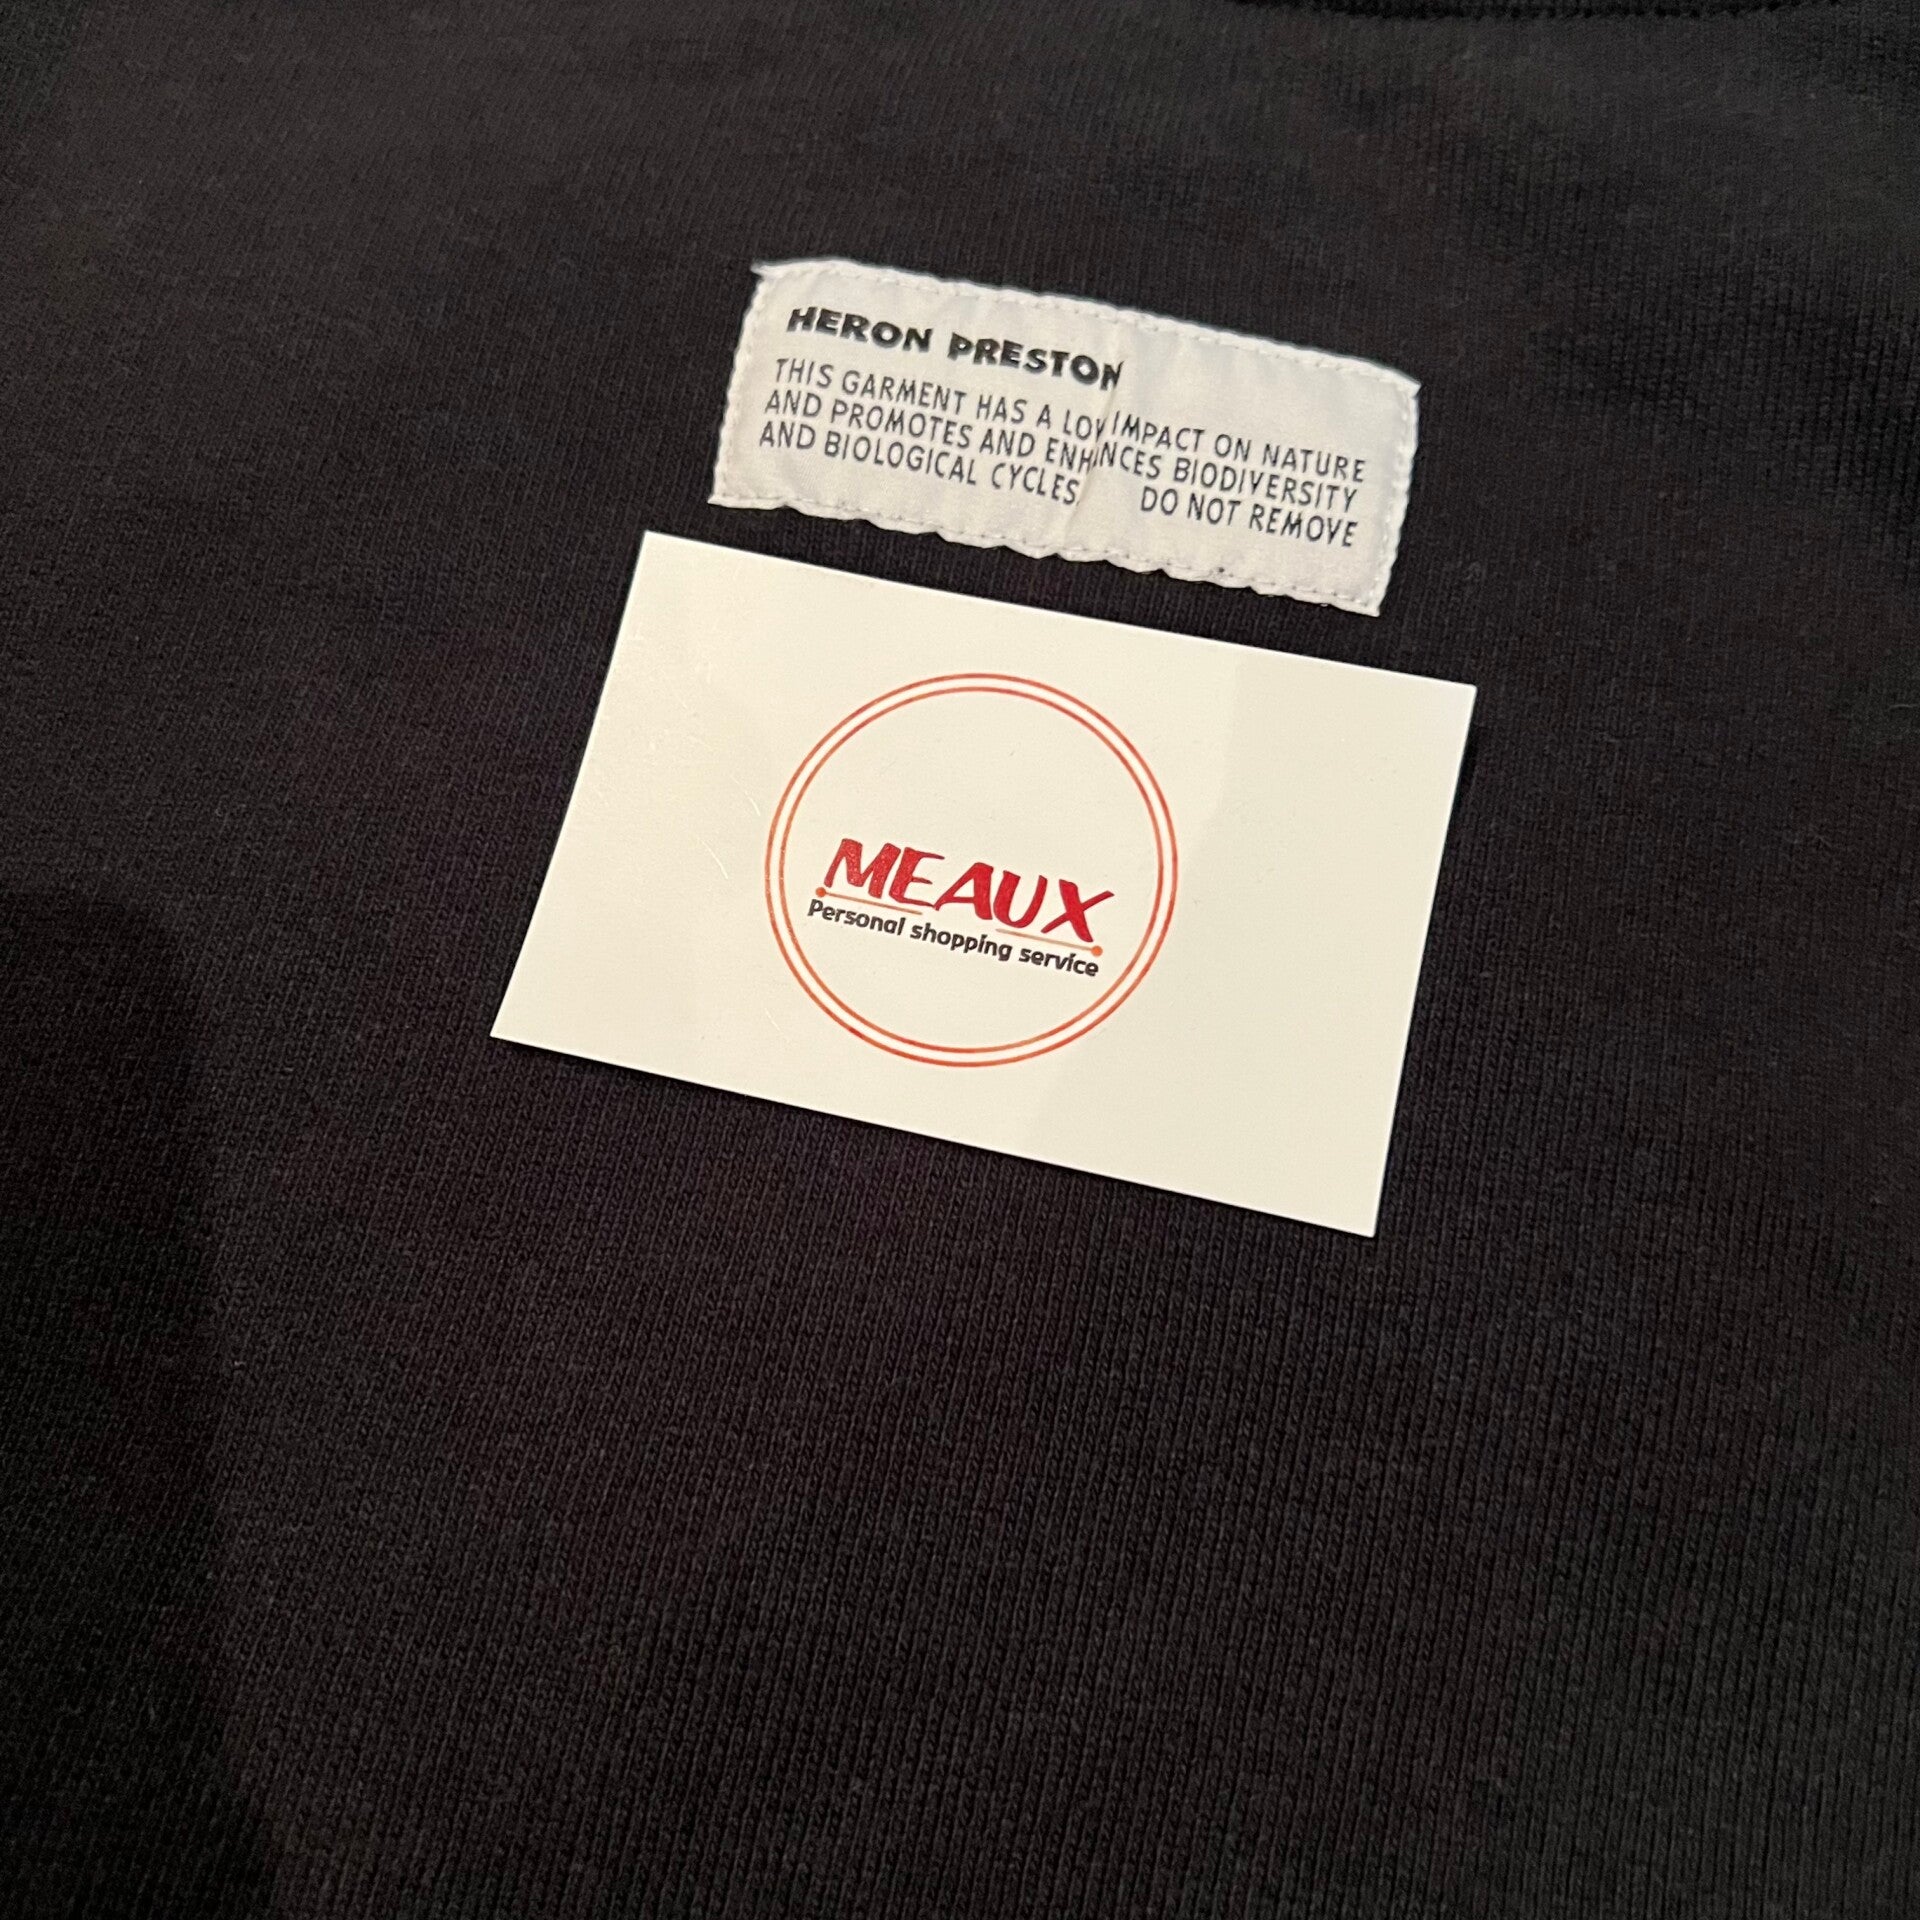 HERON PRESTON
THIS GARMENT HAS A LOW IMPACT ON NATURE
AND PROMOTES AND ENHANCES BIODIVERSITY
AND BIOLOGICAL CYCLES DO NOT REMOVE
MEAUX
Personal shopping service